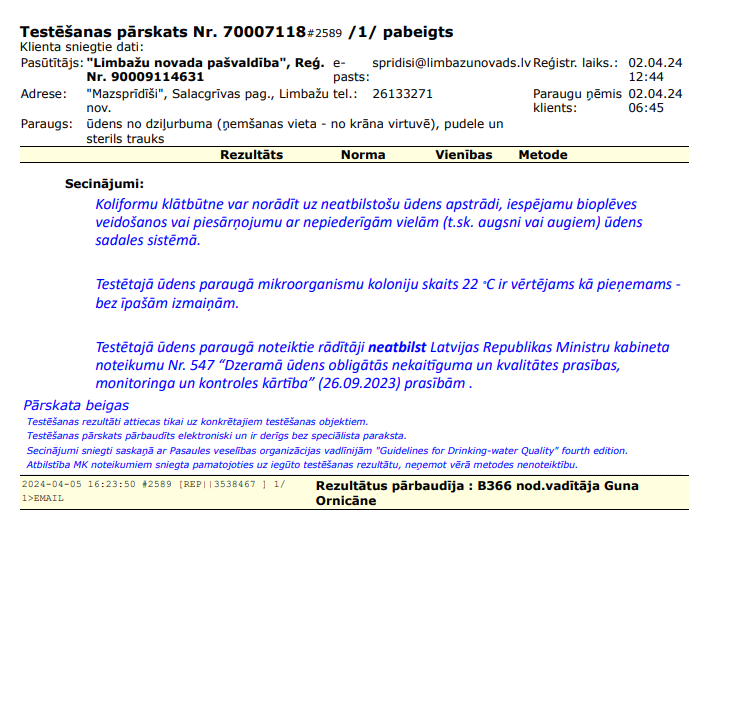 Testēšanas pārskats Nr. 70007118#2589 /1/ pabeigts
Klienta sniegtie dati:
Pasūtītājs: "Limbažu novada pašvaldība", Reģ. Nr. 90009114631
e-pasts: spridisi@limbazunovads.lv
Reģistr. laiks.: 02.04.24 12:44
Adrese: "Mazsprīdīši", Salacgrīvas pag., Limbažu nov.
tel.: 26133271
Paraugu ņēmis klients: 02.04.24 06:45
Paraugs: ūdens no dziļurbuma (ņemšanas vieta - no krāna virtuvē), pudele un sterils trauks
Rezultāts Norma Vienības Metode
Secinājumi:
Koliformu klātbūtne var norādīt uz neatbilstošu ūdens apstrādi, iespējamu bioplēves
veidošanos vai piesārņojumu ar nepiederīgām vielām (t.sk. augsni vai augiem) ūdens
sadales sistēmā.
Testētajā ūdens paraugā mikroorganismu koloniju skaits 22 °C ir vērtējams kā pieņemams -
bez īpašām izmaiņām.
Testētajā ūdens paraugā noteiktie rādītāji neatbilst Latvijas Republikas Ministru kabineta
noteikumu Nr. 547 “Dzeramā ūdens obligātās nekaitīguma un kvalitātes prasības,
monitoringa un kontroles kārtība” (26.09.2023) prasībām .
Pārskata beigas
Testēšanas rezultāti attiecas tikai uz konkrētajiem testēšanas objektiem.
Testēšanas pārskats pārbaudīts elektroniski un ir derīgs bez speciālista paraksta.
Secinājumi sniegti saskaņā ar Pasaules veselības organizācijas vadlīnijām "Guidelines for Drinking-water Quality" fourth edition.
Atbilstība MK noteikumiem sniegta pamatojoties uz iegūto testēšanas rezultātu, neņemot vērā metodes nenoteiktību.
2024-04-05 16:23:50 #2589 [REP||3538467 ] 1/
1>EMAIL
Rezultātus pārbaudīja : B366 nod.vadītāja Guna
Ornicāne